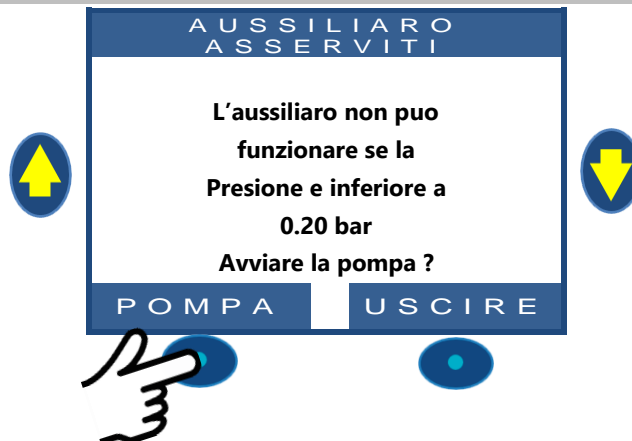 AUSSILIARO
ASSERVITI
L'aussiliaro non puo
funzionare se la
Presione e inferiore a
0.20 bar
Avviare la pompa ?
POMPA USCIRE